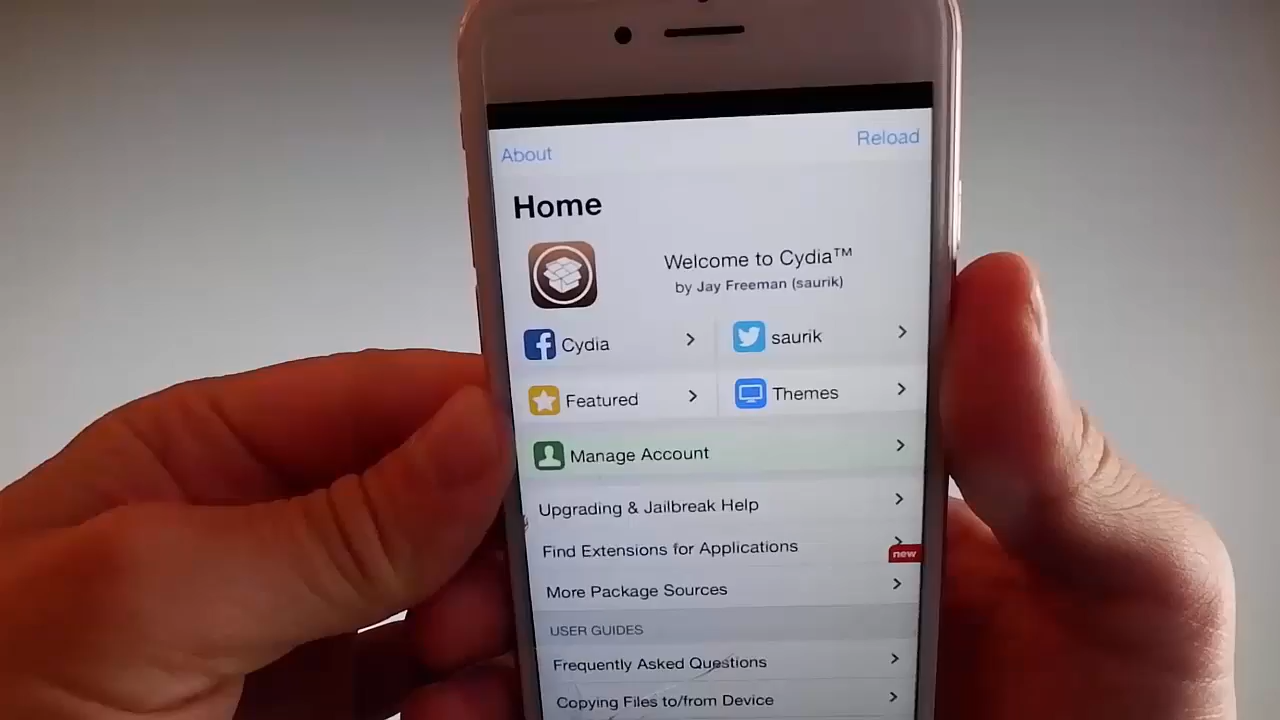 About
Reload
Home
Welcome to Cydia™
by Jay Freeman (saurik)
Cydia
saurik
Featured
Themes
Manage Account
Upgrading & Jailbreak Help
Find Extensions for Applications
new
More Package Sources
USER GUIDES
Frequently Asked Questions
Copying Files to/from Device